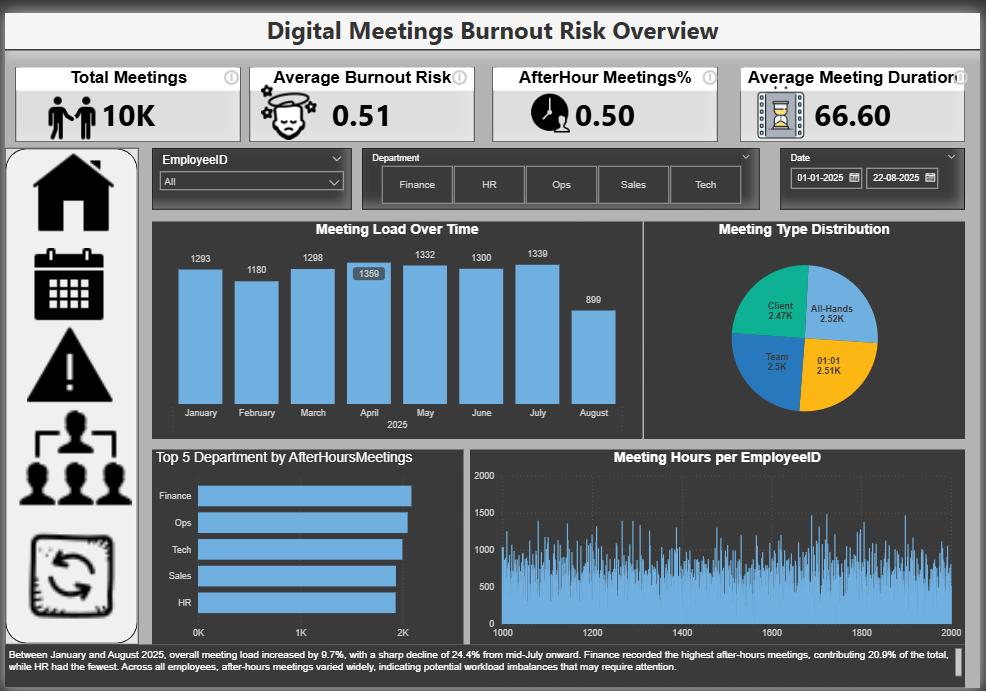 Digital Meetings Burnout Risk Overview
Total Meetings
10K
Average Burnout Risk
0.51
AfterHour Meetings%
0.50
Average Meeting Duration
66.60
EmployeeID
All
Department
Finance
HR
Ops
Sales
Tech
Date
01-01-2025
22-08-2025
Meeting Load Over Time
1293
1180
1298
1359
1332
1300
1339
899
January
February
March
April
May
June
July
August
2025
Meeting Type Distribution
Client
2.47K
All-Hands
2.52K
Team
2.5K
01:01
2.51K
Top 5 Department by AfterHoursMeetings
Finance
Ops
Tech
Sales
HR
0K
1K
2K
Meeting Hours per EmployeeID
2000
1500
1000
500
0
1000
1200
1400
1600
1800
2000
Between January and August 2025, overall meeting load increased by 9.7%, with a sharp decline of 24.4% from mid-July onward. Finance recorded the highest after-hours meetings, contributing 20.9% of the total,
while HR had the fewest. Across all employees, after-hours meetings varied widely, indicating potential workload imbalances that may require attention.